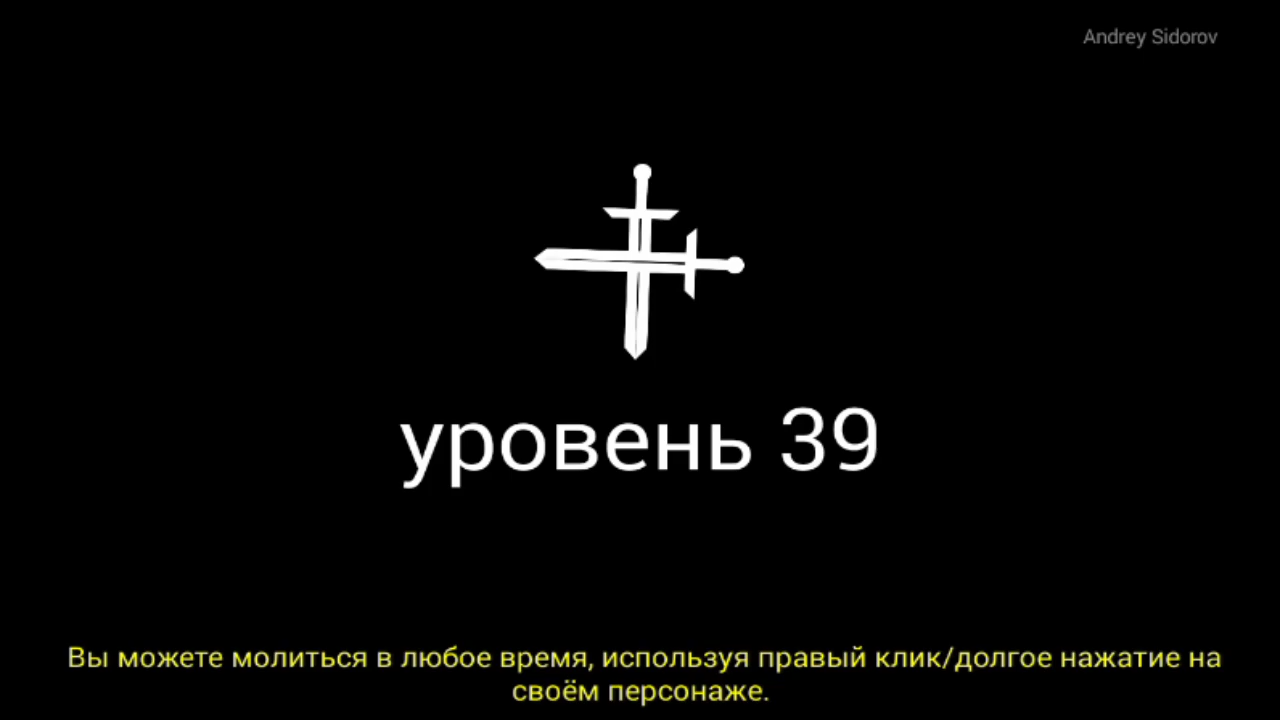 Andrey Sidorov
уровень 39
Вы можете молиться в любое время, используя правый клик/долгое нажатие на
своём персонаже.